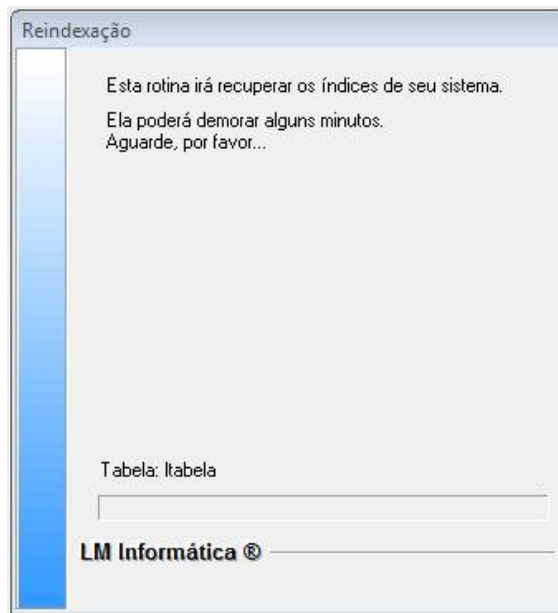 Reindexação
Esta rotina irá recuperar os índices de seu sistema.
Ela poderá demorar alguns minutos.
Aguarde, por favor...
Tabela: Itabela
LM Informática ®